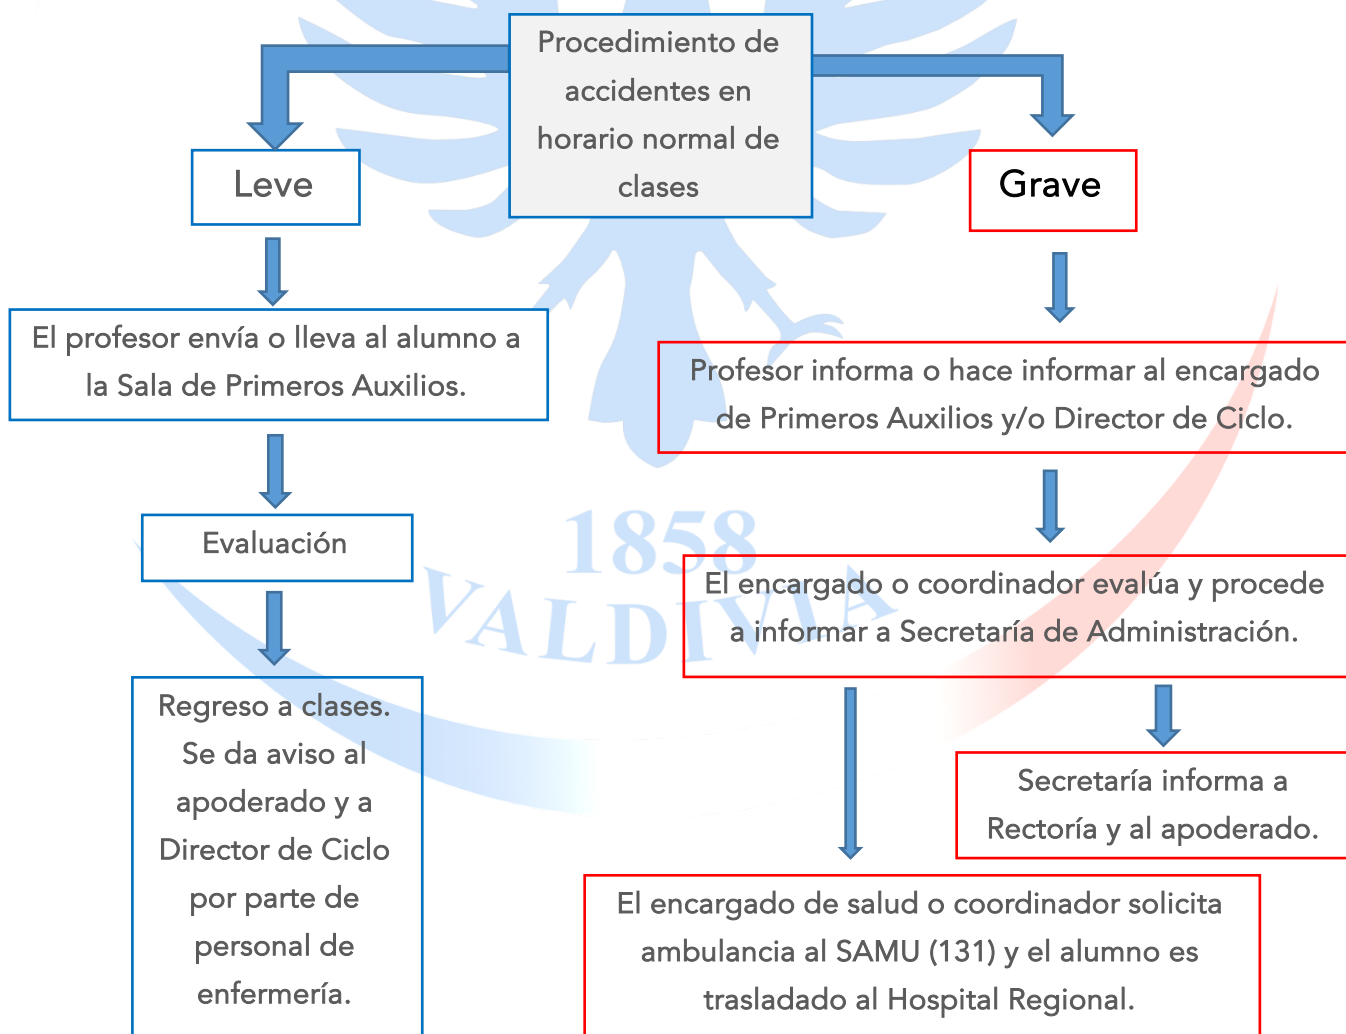 Procedimiento de
accidentes en
horario normal de
clases
Leve
El profesor envía o lleva al alumno a
la Sala de Primeros Auxilios.
Evaluación
Regreso a clases.
Se da aviso al
apoderado y a
Director de Ciclo
por parte de
personal de
enfermería.
Grave
Profesor informa o hace informar al encargado
de Primeros Auxilios y/o Director de Ciclo.
El encargado o coordinador evalúa y procede
a informar a Secretaría de Administración.
Secretaría informa a
Rectoría y al apoderado.
El encargado de salud o coordinador solicita
ambulancia al SAMU (131) y el alumno es
trasladado al Hospital Regional.
1858
VALDIVIA